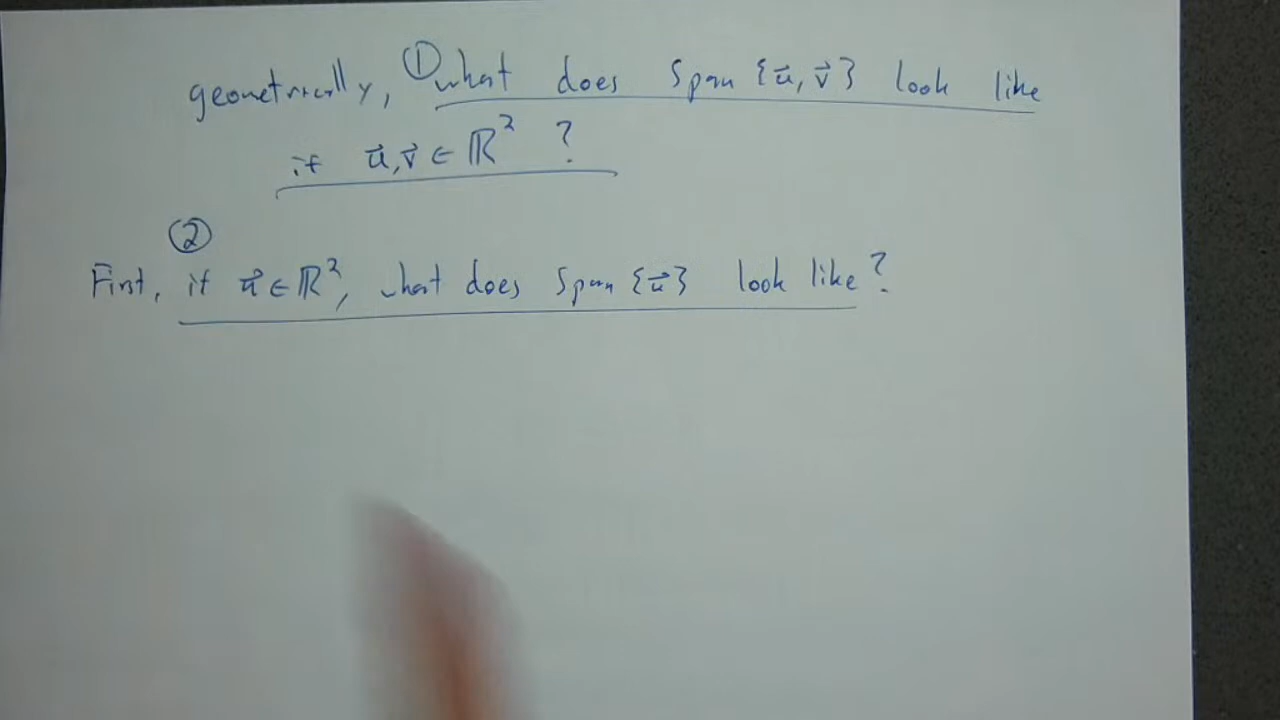 geometrically, ① what does Span {u⃗, v⃗} look like
if u⃗, v⃗ ∈ ℝ² ?
②
First, if u⃗ ∈ ℝ², what does Span {u⃗} look like ?